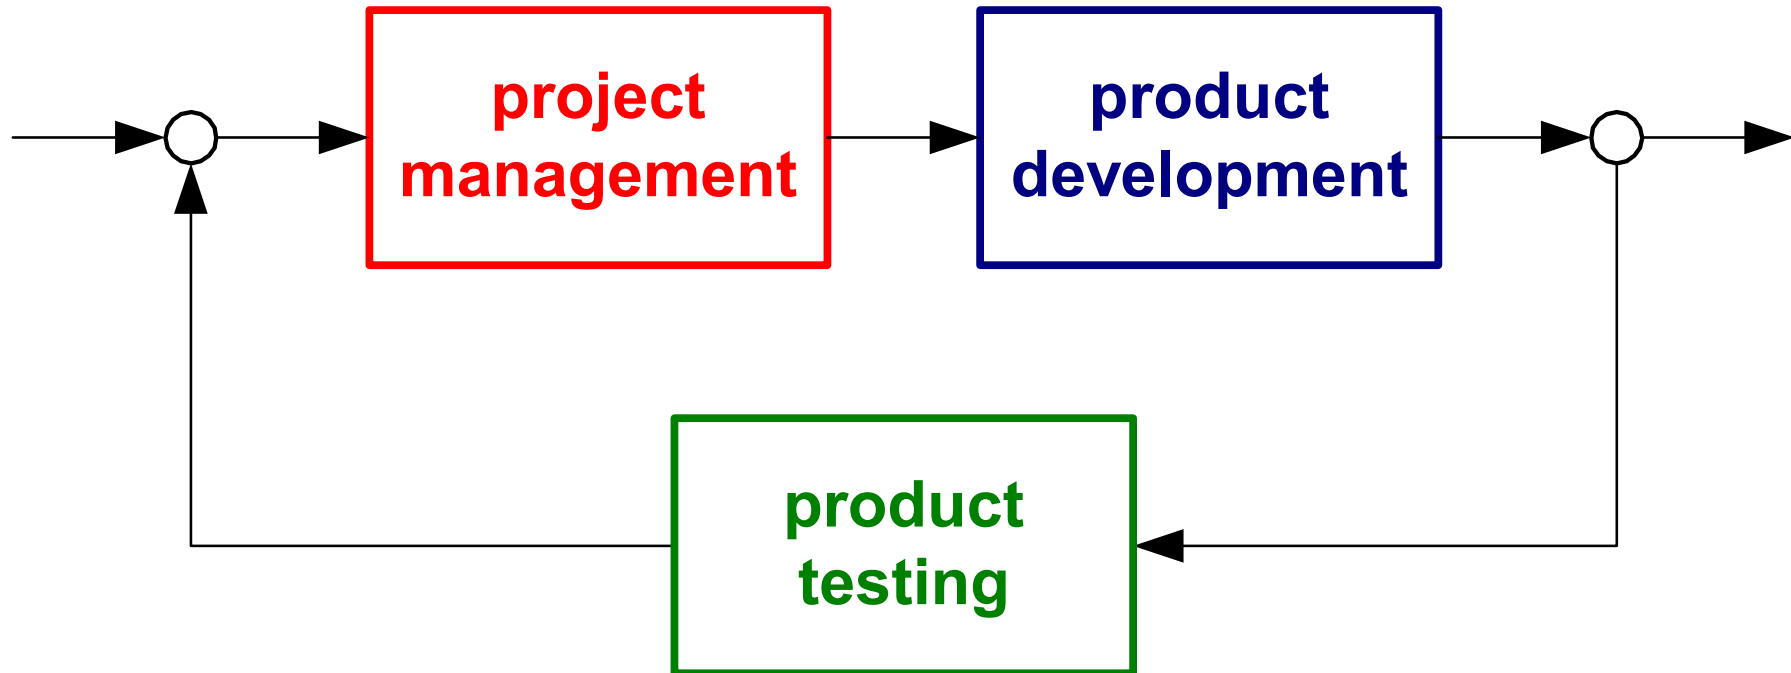 project
management
product
development
product
testing